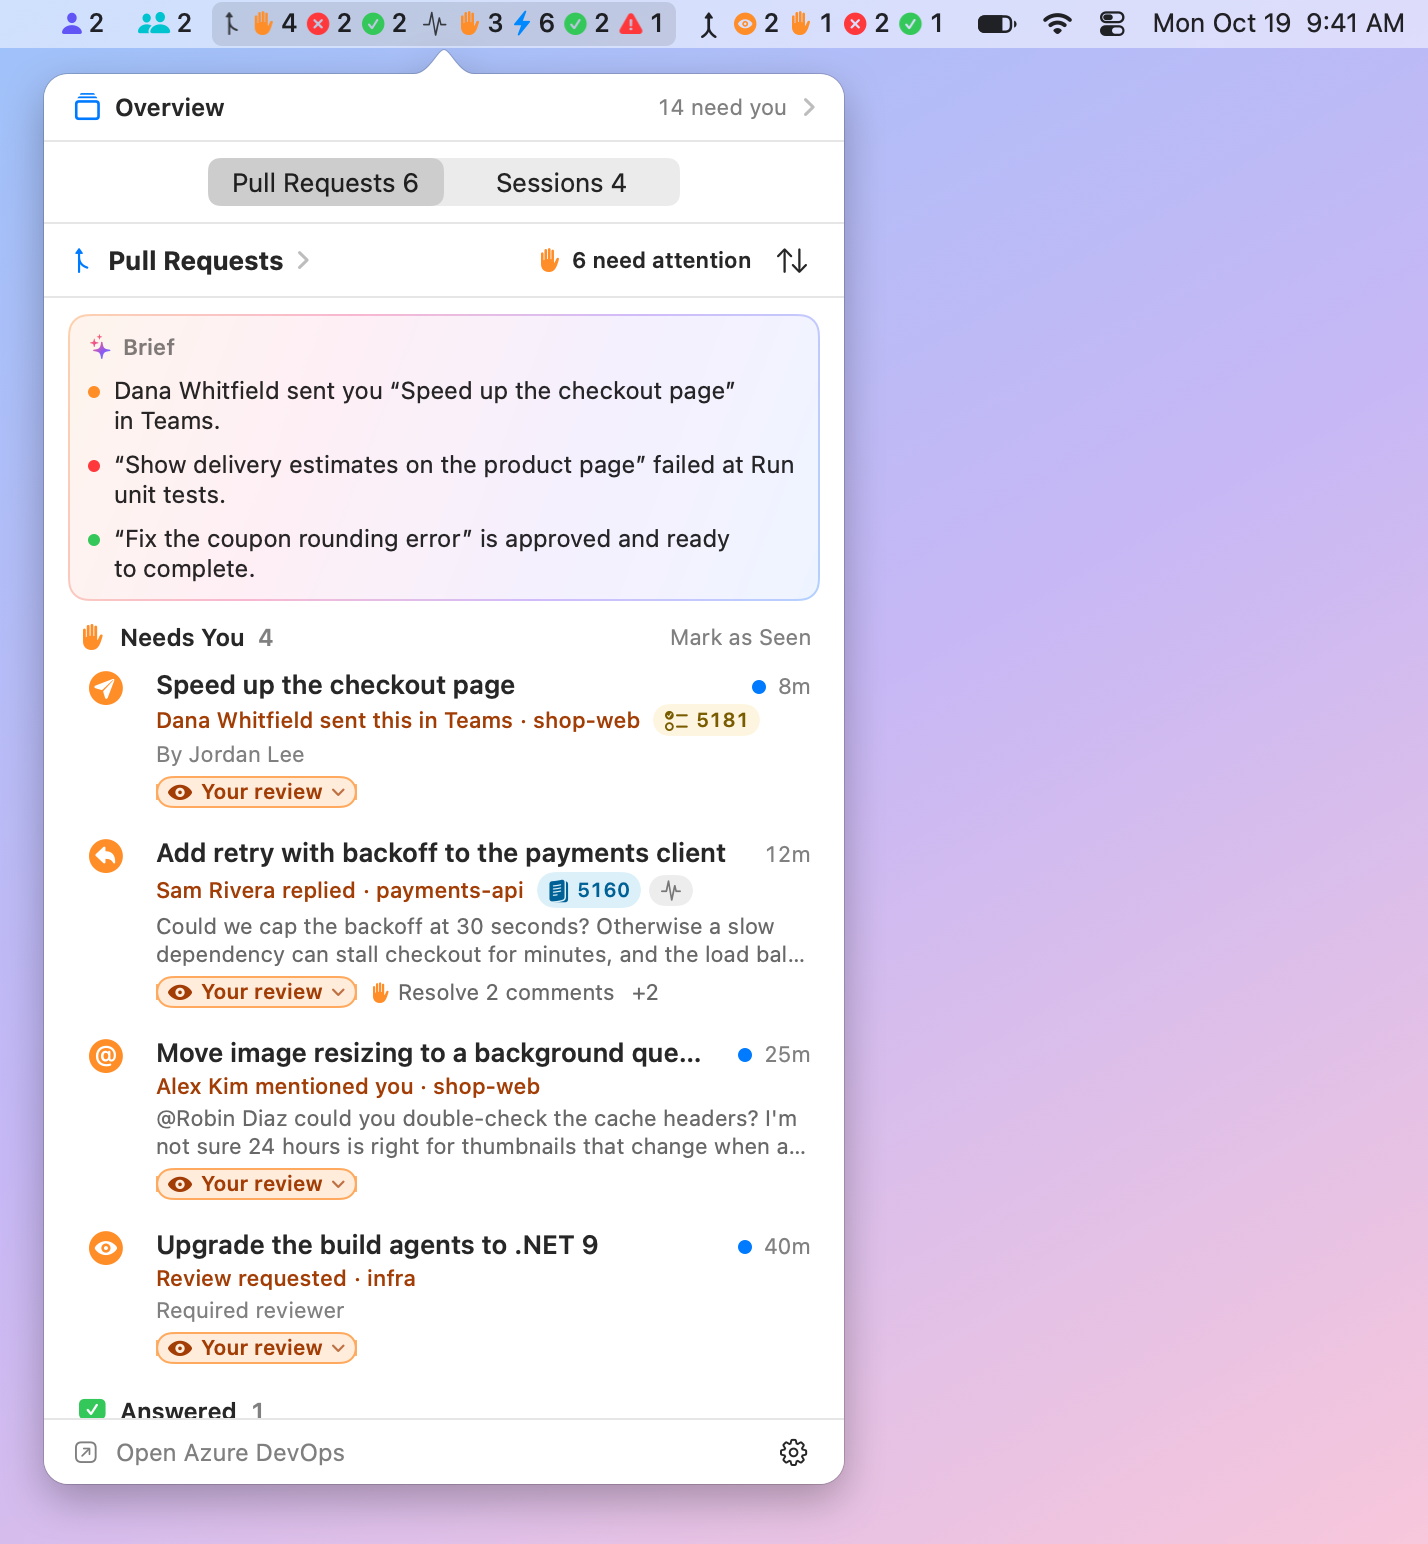 2 2 4 2 2 3 6 2 1 2 1 2 1 Mon Oct 19 9:41 AM
Overview 14 need you
Pull Requests 6 Sessions 4
Pull Requests 6 need attention
Brief
Dana Whitfield sent you “Speed up the checkout page”
in Teams.
“Show delivery estimates on the product page” failed at Run
unit tests.
“Fix the coupon rounding error” is approved and ready
to complete.
Needs You 4 Mark as Seen
Speed up the checkout page 8m
Dana Whitfield sent this in Teams · shop-web 5181
By Jordan Lee
Your review
Add retry with backoff to the payments client 12m
Sam Rivera replied · payments-api 5160
Could we cap the backoff at 30 seconds? Otherwise a slow
dependency can stall checkout for minutes, and the load bal...
Your review Resolve 2 comments +2
@ Move image resizing to a background que... 25m
Alex Kim mentioned you · shop-web
@Robin Diaz could you double-check the cache headers? I'm
not sure 24 hours is right for thumbnails that change when a...
Your review
Upgrade the build agents to .NET 9 40m
Review requested · infra
Required reviewer
Your review
Answered 1
Open Azure DevOps